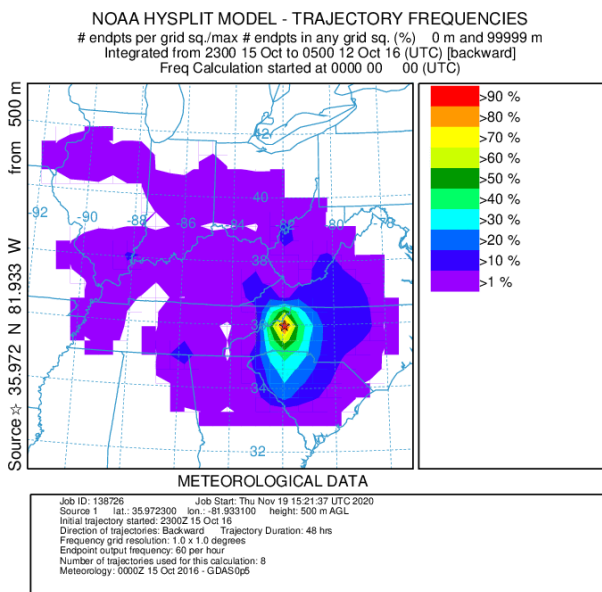 NOAA HYSPLIT MODEL - TRAJECTORY FREQUENCIES
# endpts per grid sq./max # endpts in any grid sq. (%)    0 m and 99999 m
Integrated from 2300 15 Oct to 0500 12 Oct 16 (UTC) [backward]
Freq Calculation started at 0000 00    00 (UTC)
Source ☆ 35.972 N 81.933 W    from 500 m
42
40
-92
-90
-88
-86
-84
-82
-80
-78
38
36
34
32
>90 %
>80 %
>70 %
>60 %
>50 %
>40 %
>30 %
>20 %
>10 %
>1 %
METEOROLOGICAL DATA
Job ID: 138726    Job Start: Thu Nov 19 15:21:37 UTC 2020
Source 1    lat.: 35.972300    lon.: -81.933100    height: 500 m AGL
Initial trajectory started: 2300Z 15 Oct 16
Direction of trajectories: Backward    Trajectory Duration: 48 hrs
Frequency grid resolution: 1.0 x 1.0 degrees
Endpoint output frequency: 60 per hour
Number of trajectories used for this calculation: 8
Meteorology: 0000Z 15 Oct 2016 - GDAS0p5